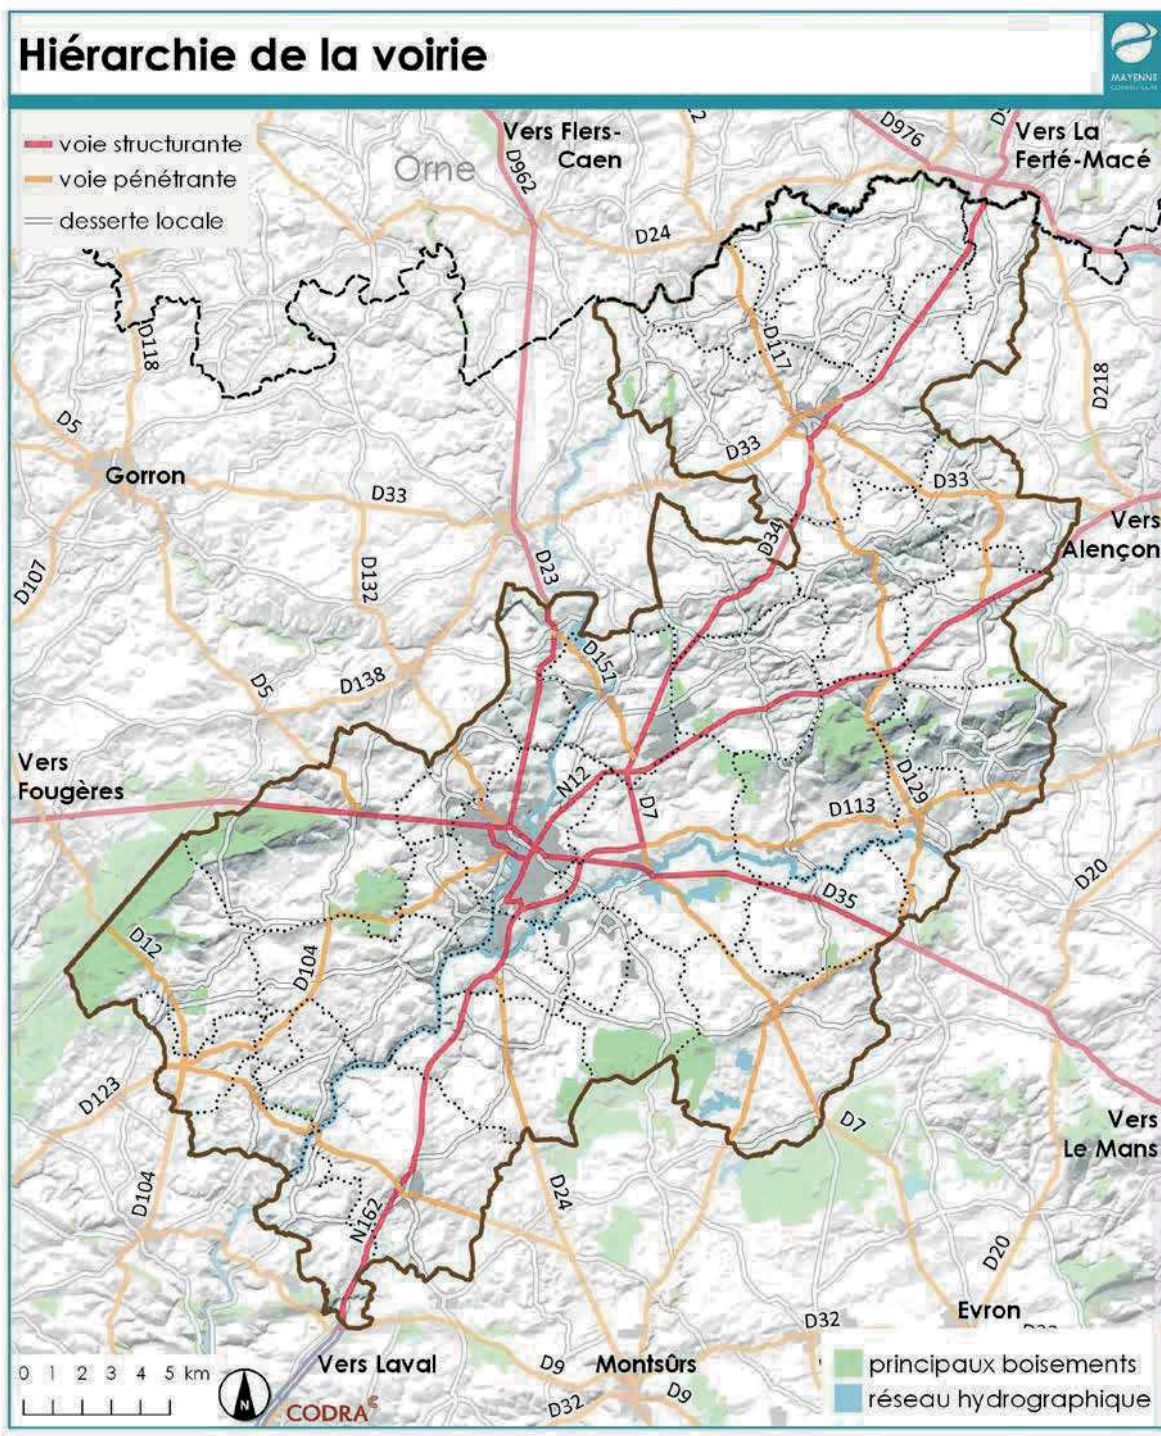 Hiérarchie de la voirie
MAYENNE
voie structurante
voie pénétrante
desserte locale
Orne
Vers Flers-
Caen
D962
D976
Vers La
Ferté-Macé
D24
D118
D117
D218
D5
Gorron
D33
D33
D33
Vers
Alençon
D107
D132
D23
D34
D151
D138
D5
Vers
Fougères
N12
D7
D129
D113
D35
D20
D12
D104
D123
D7
Vers
Le Mans
D104
D24
N162
D20
Evron
D32
Vers Laval
D9
Montsûrs
D9
D32
0 1 2 3 4 5 km
N
CODRA
principaux boisements
réseau hydrographique